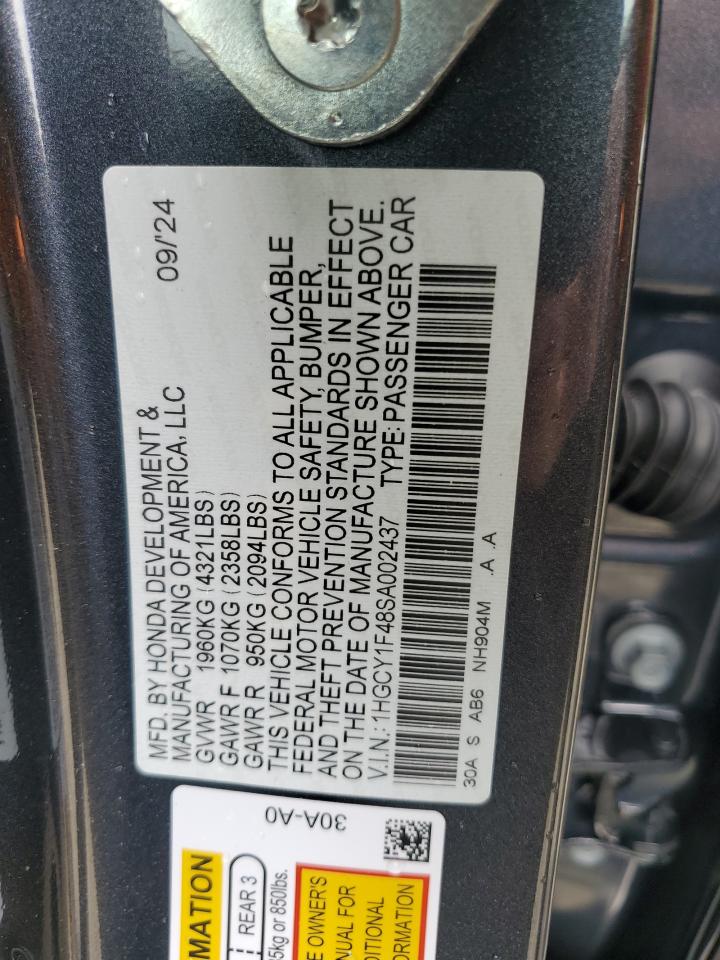 MFD. BY HONDA DEVELOPMENT &
MANUFACTURING OF AMERICA, LLC 09/'24
GVWR 1960KG (4321LBS)
GAWR F 1070KG (2358LBS)
GAWR R 950KG (2094LBS)
THIS VEHICLE CONFORMS TO ALL APPLICABLE
FEDERAL MOTOR VEHICLE SAFETY, BUMPER,
AND THEFT PREVENTION STANDARDS IN EFFECT
ON THE DATE OF MANUFACTURE SHOWN ABOVE.
V.I.N.: 1HGCY1F48SA002437 TYPE: PASSENGER CAR
30A S AB6 NH904M .A .A
30A-A0
MATION
REAR 3
5kg or 850lbs.
E OWNER'S
NUAL FOR
DITIONAL
ORMATION